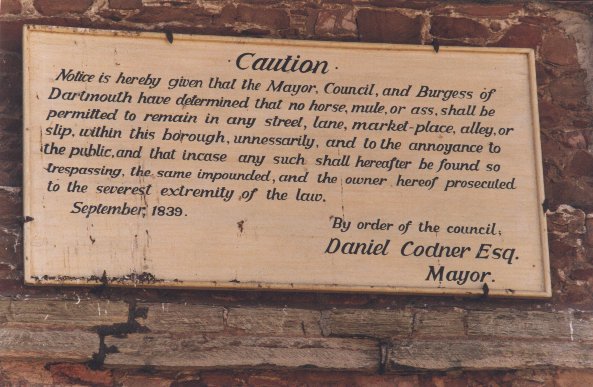 · Caution ·
Notice is hereby given that the Mayor, Council, and Burgess of
Dartmouth have determined that no horse, mule, or ass, shall be
permitted to remain in any street, lane, market-place, alley, or
slip, within this borough, unnessarily, and to the annoyance to
the public, and that incase any such shall hereafter be found so
trespassing, the same impounded, and the owner hereof prosecuted
to the severest extremity of the law.
September, 1839.
By order of the council,
Daniel Codner Esq.
Mayor.